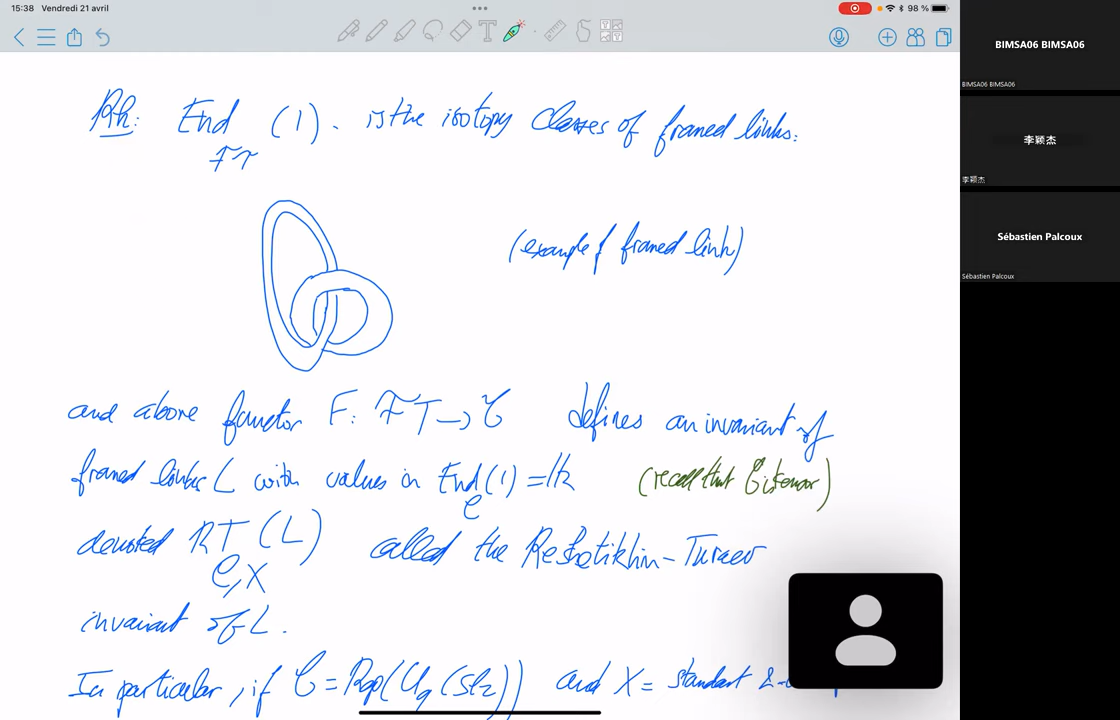 15:38 Vendredi 21 avril
98 %
Rk: End (1). is the isotopy classes of framed links:
FT
(example of framed link)
and above functor F: FT → C defines an invariant of
framed links L with values in End (1) = lk (recall that C is tensor)
C
denoted RT (L) called the Reshetikhin-Turaev
C, X
invariant of L.
In particular, if C = Rep(Uq(sl2)) and X = standart 2-
BIMSA06 BIMSA06
BIMSA06 BIMSA06
李颖杰
李颖杰
Sébastien Palcoux
Sébastien Palcoux